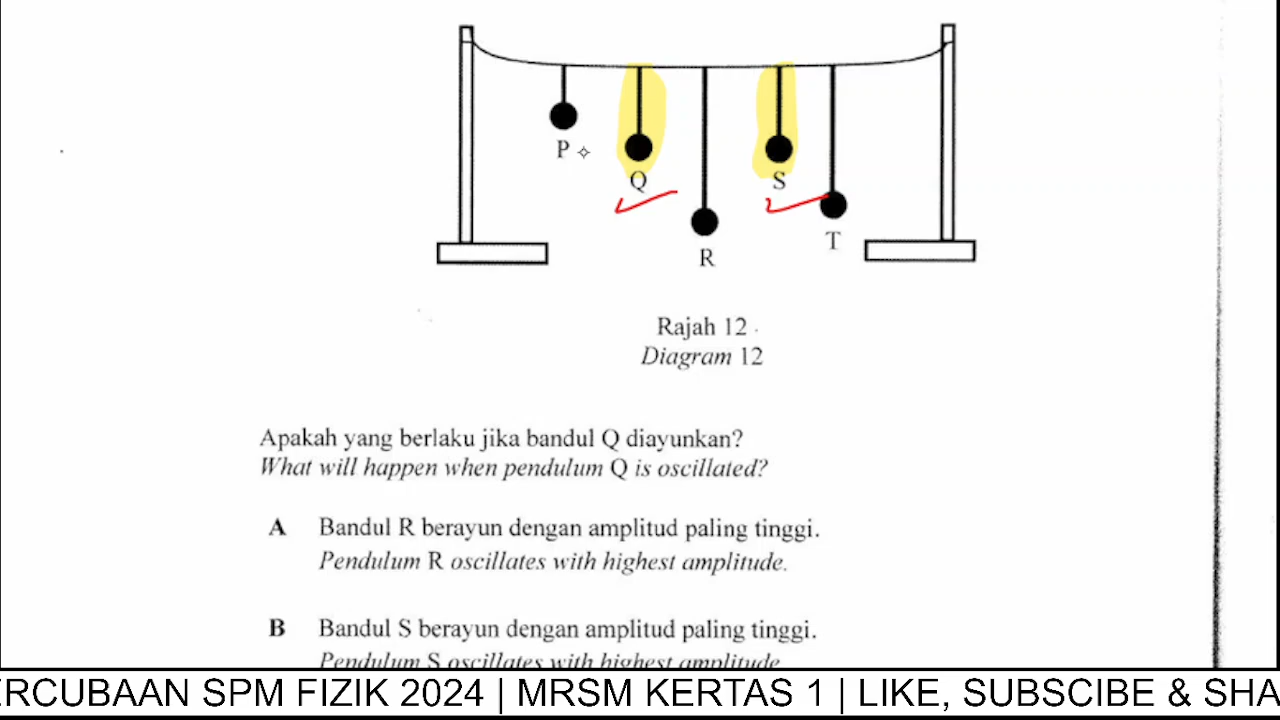 P
Q
S
R
T
Rajah 12
Diagram 12
Apakah yang berlaku jika bandul Q diayunkan?
What will happen when pendulum Q is oscillated?
A Bandul R berayun dengan amplitud paling tinggi.
Pendulum R oscillates with highest amplitude.
B Bandul S berayun dengan amplitud paling tinggi.
Pendulum S oscillates with highest amplitude
ERCUBAAN SPM FIZIK 2024 | MRSM KERTAS 1 | LIKE, SUBSCIBE & SHA